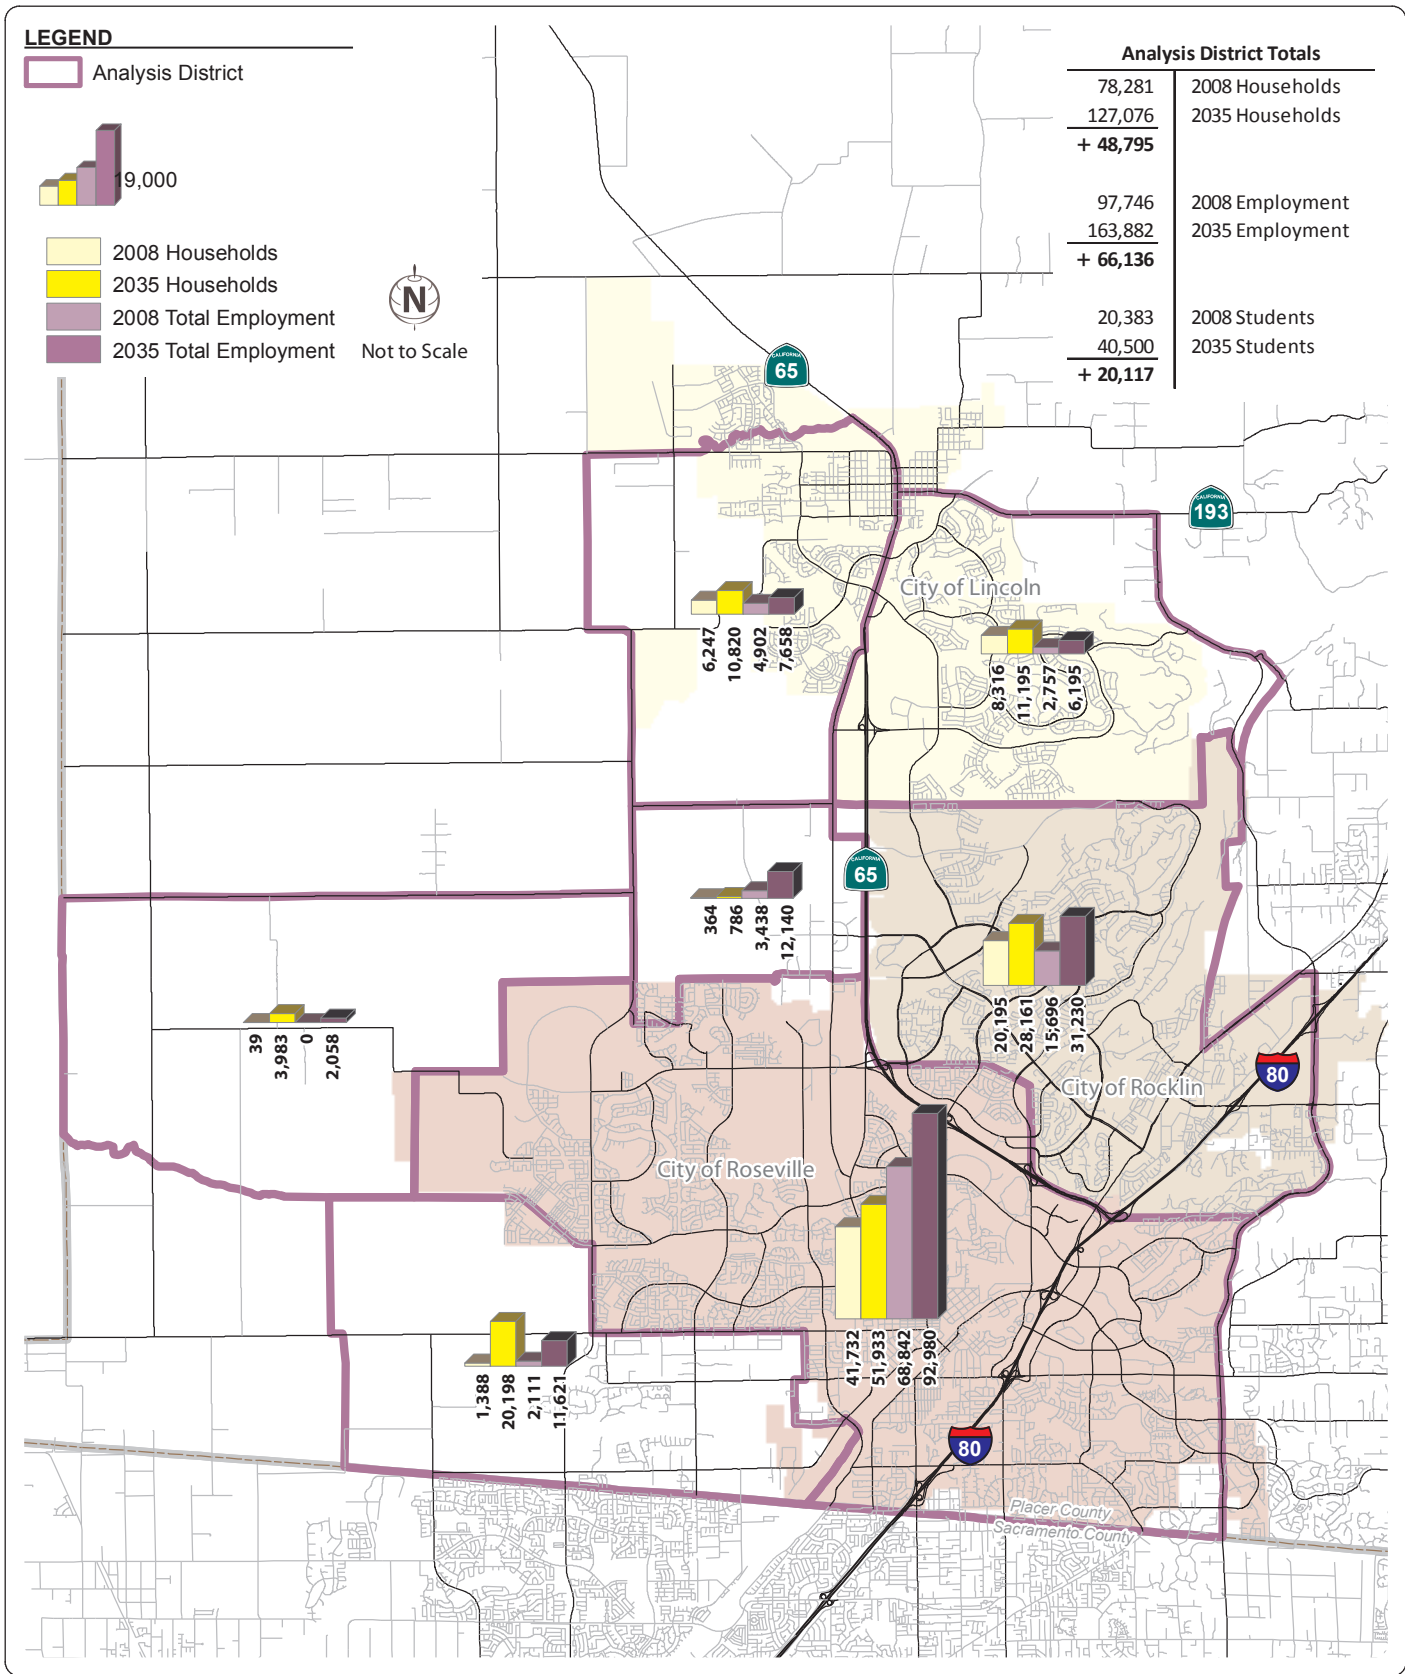 LEGEND
Analysis District
19,000
2008 Households
2035 Households
2008 Total Employment
2035 Total Employment
N
Not to Scale
Analysis District Totals
78,281 2008 Households
127,076 2035 Households
+ 48,795
97,746 2008 Employment
163,882 2035 Employment
+ 66,136
20,383 2008 Students
40,500 2035 Students
+ 20,117
CALIFORNIA
65
CALIFORNIA
193
City of Lincoln
6,247
10,820
4,902
7,658
8,316
11,195
2,757
6,195
CALIFORNIA
65
364
786
3,438
12,140
20,195
28,161
15,696
31,230
39
3,983
0
2,058
80
City of Rocklin
City of Roseville
41,732
51,933
68,842
92,980
1,388
20,198
2,111
11,621
80
Placer County
Sacramento County